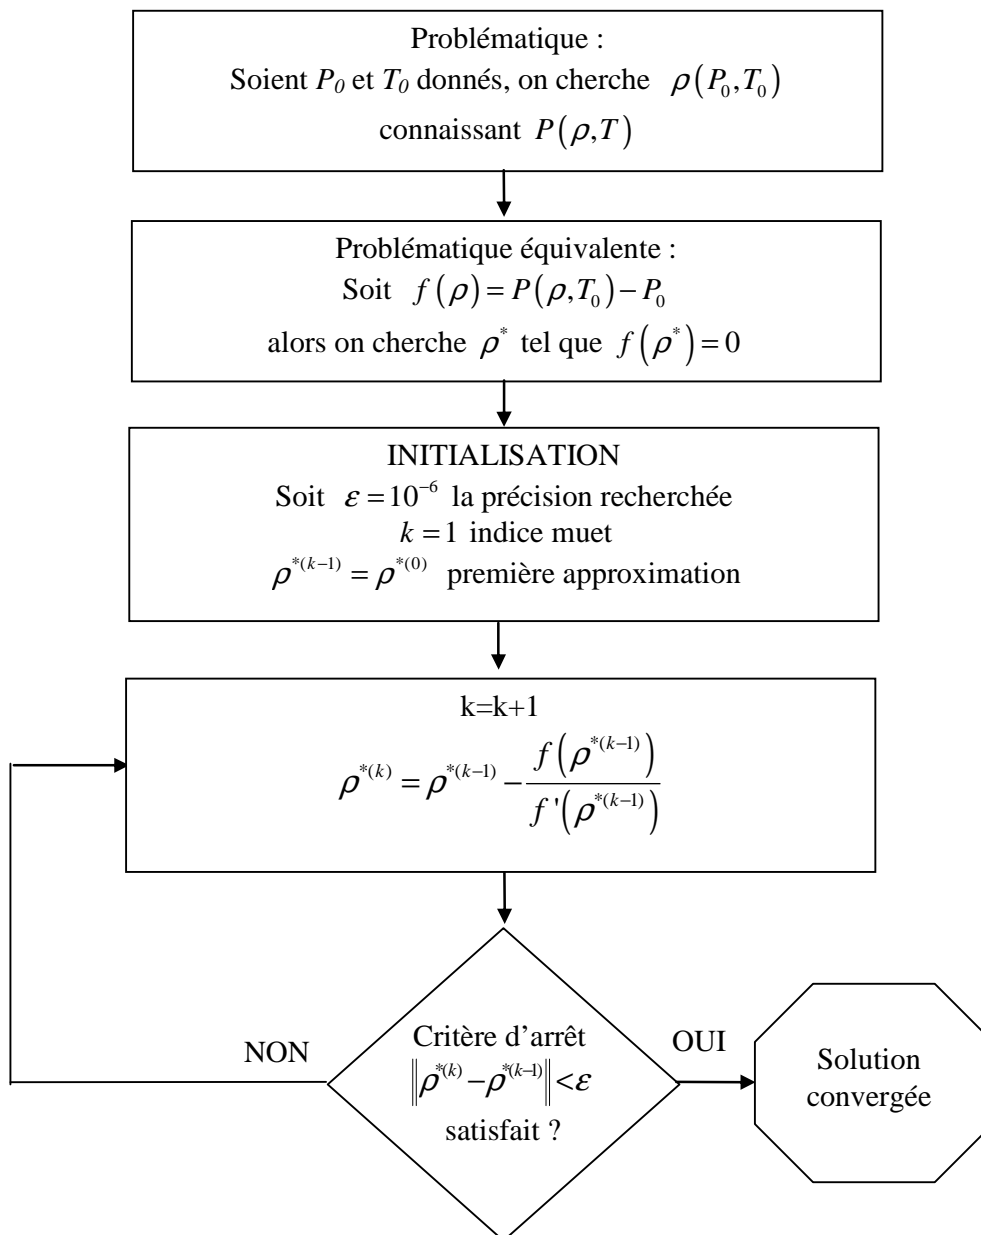 Problématique :
Soient P₀ et T₀ donnés, on cherche ρ(P₀,T₀)
connaissant P(ρ,T)
Problématique équivalente :
Soit f(ρ)=P(ρ,T₀)−P₀
alors on cherche ρ* tel que f(ρ*)=0
INITIALISATION
Soit ε=10⁻⁶ la précision recherchée
k=1 indice muet
ρ*⁽ᵏ⁻¹⁾=ρ*⁽⁰⁾ première approximation
k=k+1
ρ*⁽ᵏ⁾=ρ*⁽ᵏ⁻¹⁾−f(ρ*⁽ᵏ⁻¹⁾)/f'(ρ*⁽ᵏ⁻¹⁾)
Critère d'arrêt
‖ρ*⁽ᵏ⁾−ρ*⁽ᵏ⁻¹⁾‖<ε
satisfait ?
NON
OUI
Solution
convergée